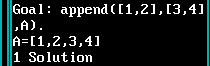 Goal: append([1,2],[3,4]
,A).
A=[1,2,3,4]
1 Solution